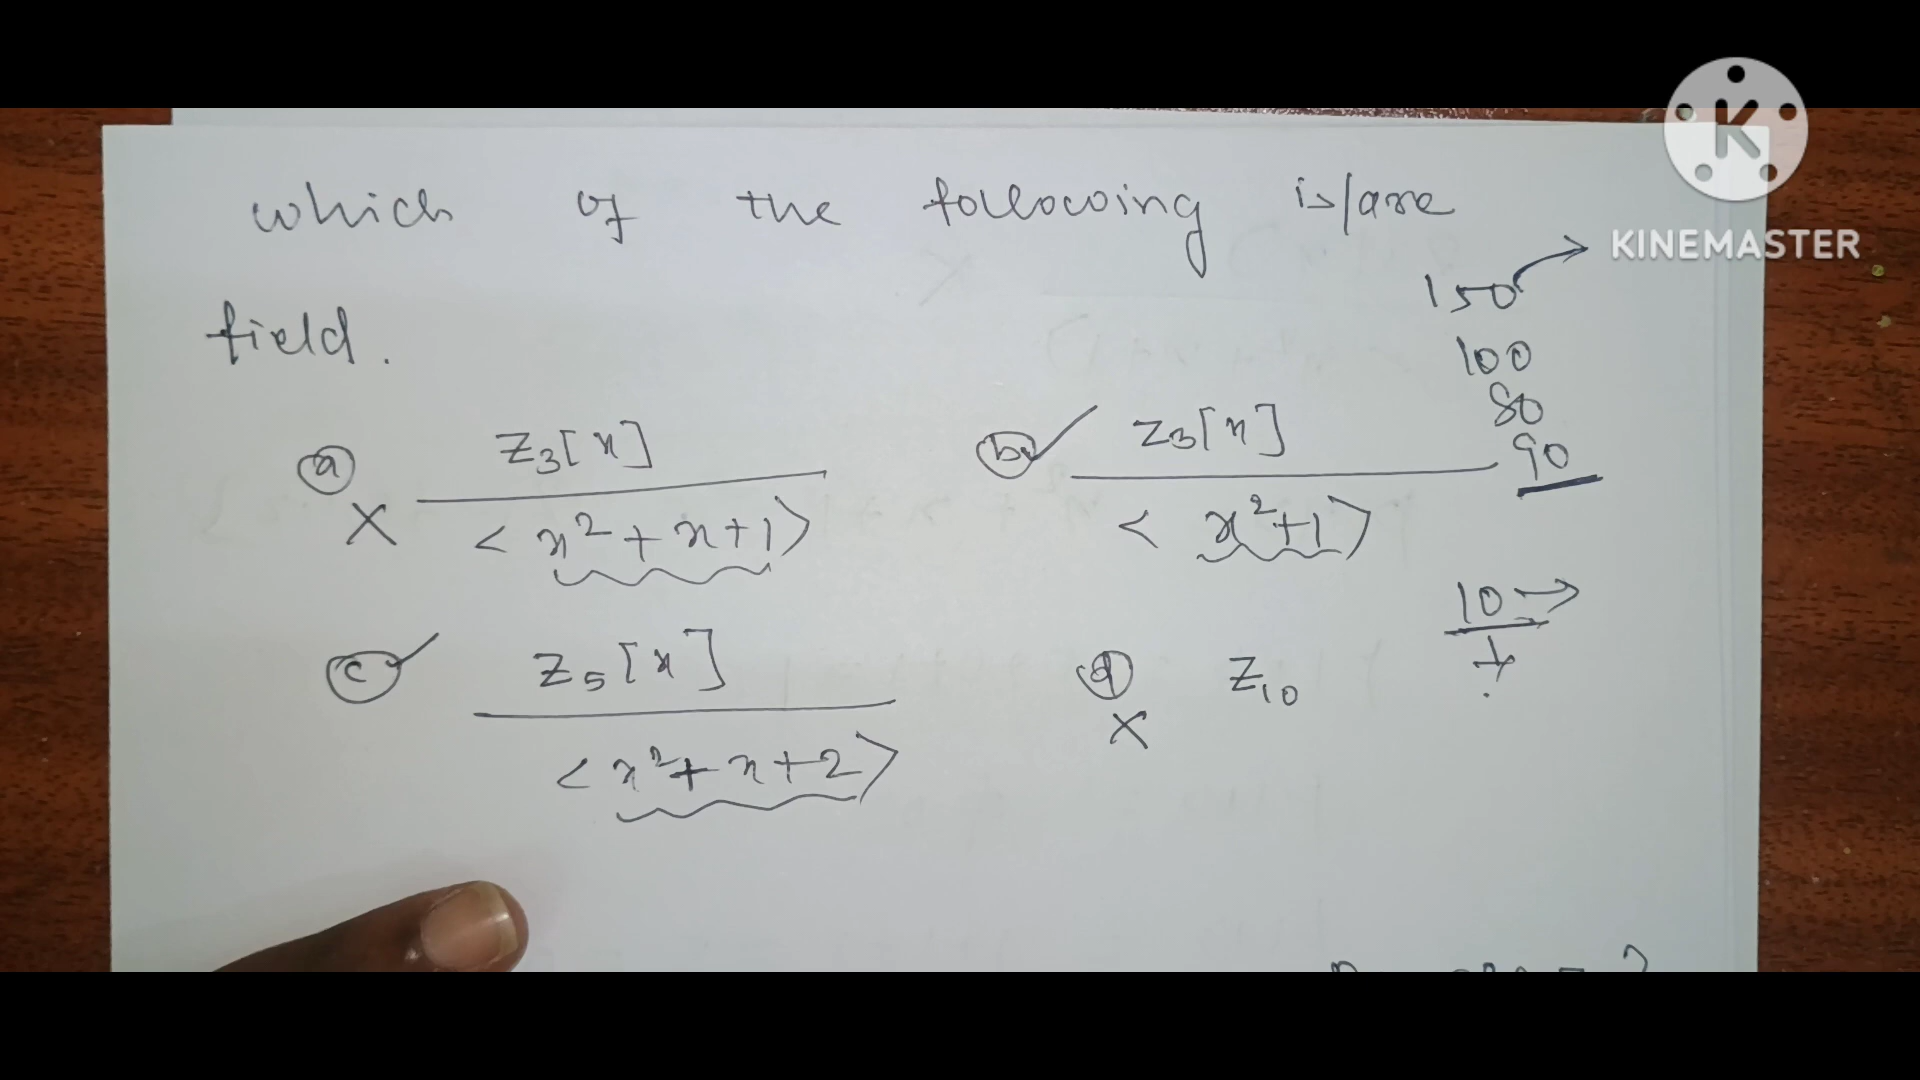 which of the following is/are
KINEMASTER
field.
150
100
80
90
a Z3[x]
X < x² + x + 1 >
b Z3[x]
< x² + 1 >
10
c Z5[x]
< x² + x + 2 >
d Z10
X